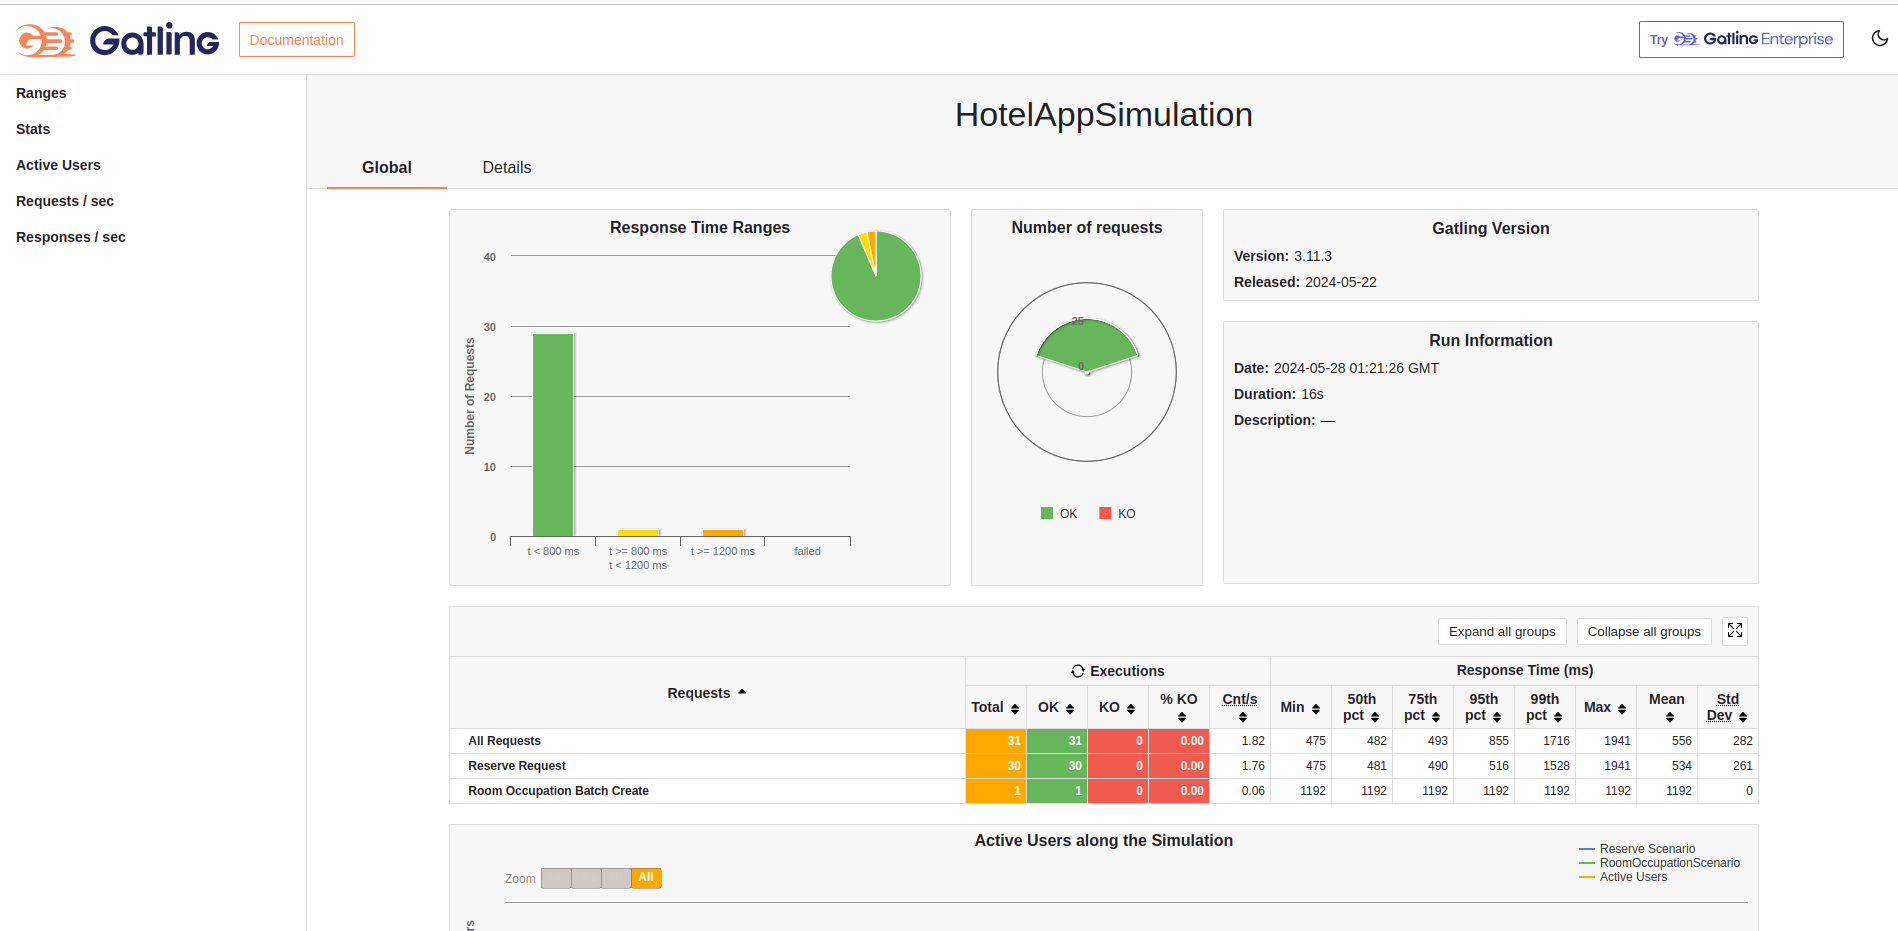 Gatling
Documentation
Try Gatling Enterprise
Ranges
Stats
Active Users
Requests / sec
Responses / sec
HotelAppSimulation
Global
Details
Response Time Ranges
40
30
20
10
0
Number of Requests
t < 800 ms
t >= 800 ms
t < 1200 ms
t >= 1200 ms
failed
Number of requests
25
0
OK
KO
Gatling Version
Version: 3.11.3
Released: 2024-05-22
Run Information
Date: 2024-05-28 01:21:26 GMT
Duration: 16s
Description: —
Expand all groups
Collapse all groups
Requests
Executions
Response Time (ms)
Total
OK
KO
% KO
Cnt/s
Min
50th
pct
75th
pct
95th
pct
99th
pct
Max
Mean
Std
Dev
All Requests 31 31 0 0.00 1.82 475 482 493 855 1716 1941 556 282
Reserve Request 30 30 0 0.00 1.76 475 481 490 516 1528 1941 534 261
Room Occupation Batch Create 1 1 0 0.00 0.06 1192 1192 1192 1192 1192 1192 1192 0
Active Users along the Simulation
Reserve Scenario
RoomOccupationScenario
Active Users
Zoom
All
rs